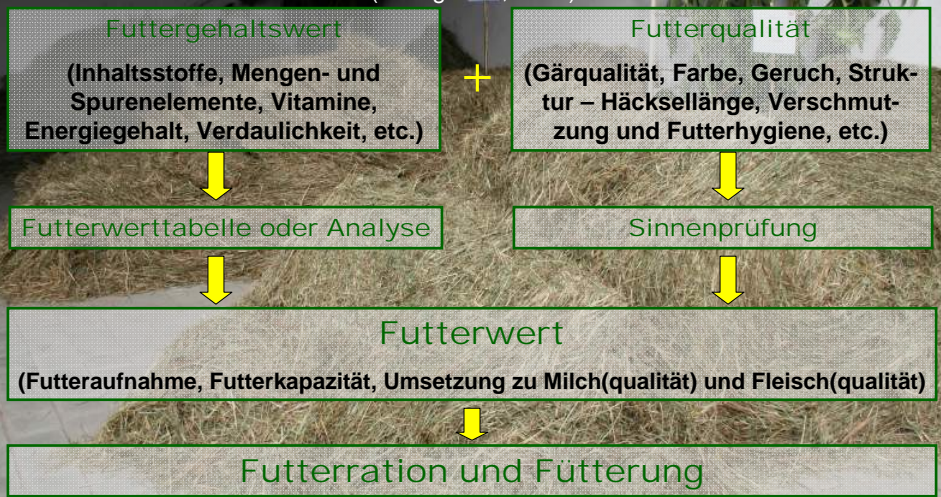 Futtergehaltswert
(Inhaltsstoffe, Mengen- und
Spurenelemente, Vitamine,
Energiegehalt, Verdaulichkeit, etc.)
+
Futterqualität
(Gärqualität, Farbe, Geruch, Struk-
tur – Häcksellänge, Verschmut-
zung und Futterhygiene, etc.)
Futterwerttabelle oder Analyse
Sinnenprüfung
Futterwert
(Futteraufnahme, Futterkapazität, Umsetzung zu Milch(qualität) und Fleisch(qualität)
Futterration und Fütterung